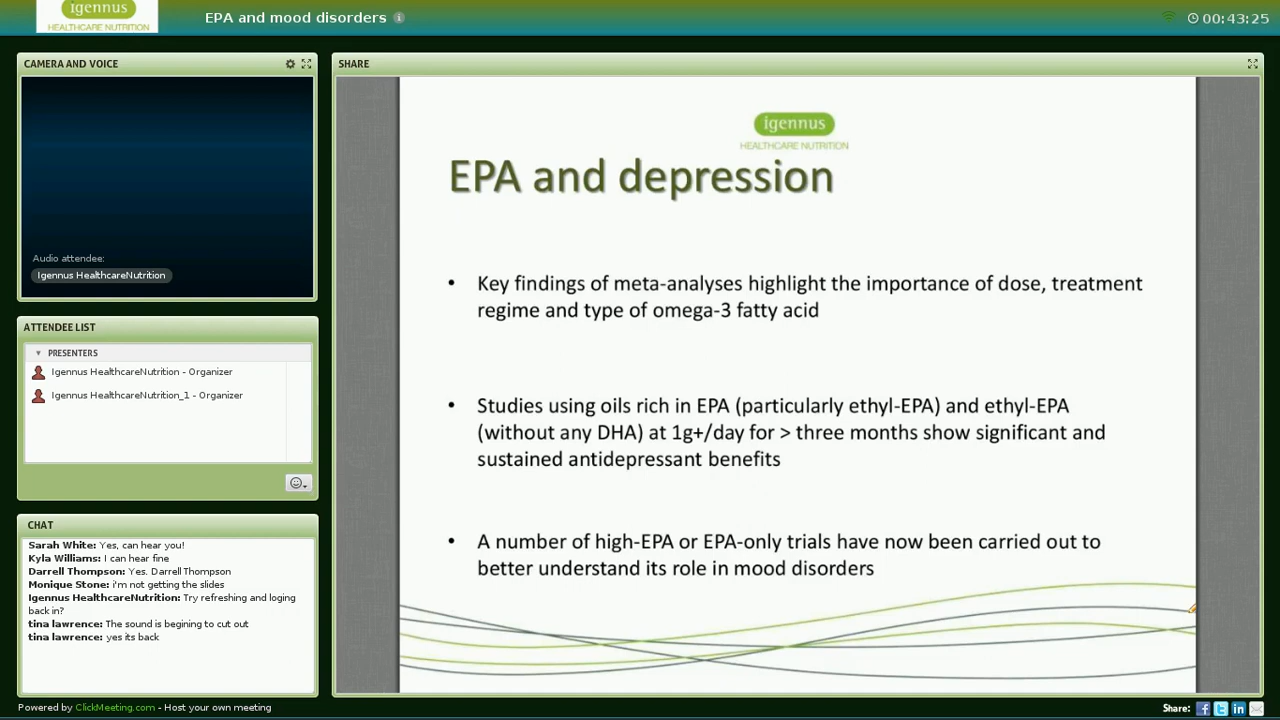 igennus
HEALTHCARE NUTRITION
EPA and mood disorders
00:43:25
CAMERA AND VOICE
Audio attendee:
Igennus HealthcareNutrition
ATTENDEE LIST
PRESENTERS
Igennus HealthcareNutrition - Organizer
Igennus HealthcareNutrition_1 - Organizer
CHAT
Sarah White: Yes, can hear you!
Kyla Williams: I can hear fine
Darrell Thompson: Yes. Darrell Thompson
Monique Stone: i'm not getting the slides
Igennus HealthcareNutrition: Try refreshing and loging
back in?
tina lawrence: The sound is begining to cut out
tina lawrence: yes its back
SHARE
igennus
HEALTHCARE NUTRITION
EPA and depression
• Key findings of meta-analyses highlight the importance of dose, treatment
regime and type of omega-3 fatty acid
• Studies using oils rich in EPA (particularly ethyl-EPA) and ethyl-EPA
(without any DHA) at 1g+/day for > three months show significant and
sustained antidepressant benefits
• A number of high-EPA or EPA-only trials have now been carried out to
better understand its role in mood disorders
Powered by ClickMeeting.com - Host your own meeting
Share: